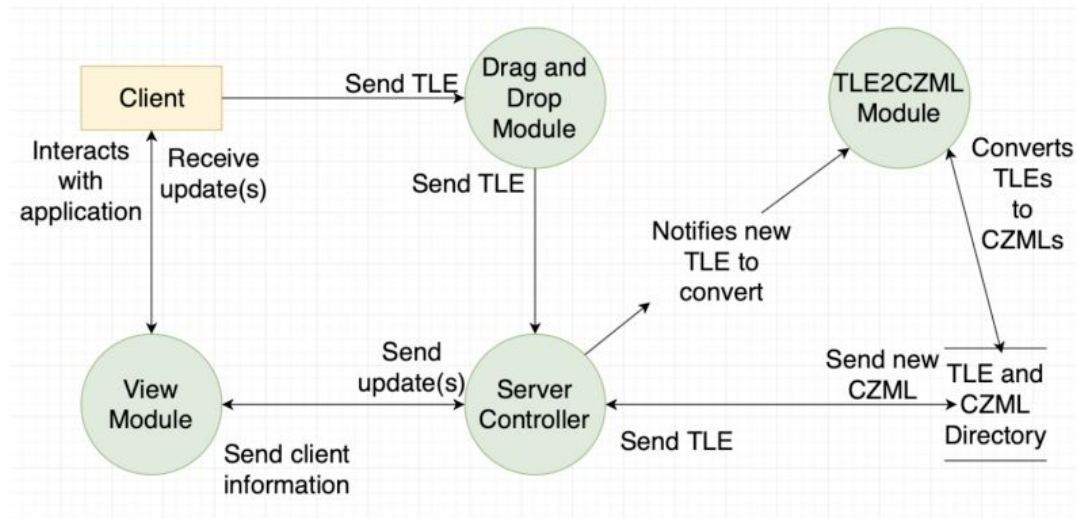 Client
Send TLE
Drag and
Drop
Module
TLE2CZML
Module
Interacts
with
application
Receive
update(s)
Send TLE
Converts
TLEs
to
CZMLs
Notifies new
TLE to
convert
View
Module
Send
update(s)
Server
Controller
Send new
CZML
TLE and
CZML
Directory
Send client
information
Send TLE